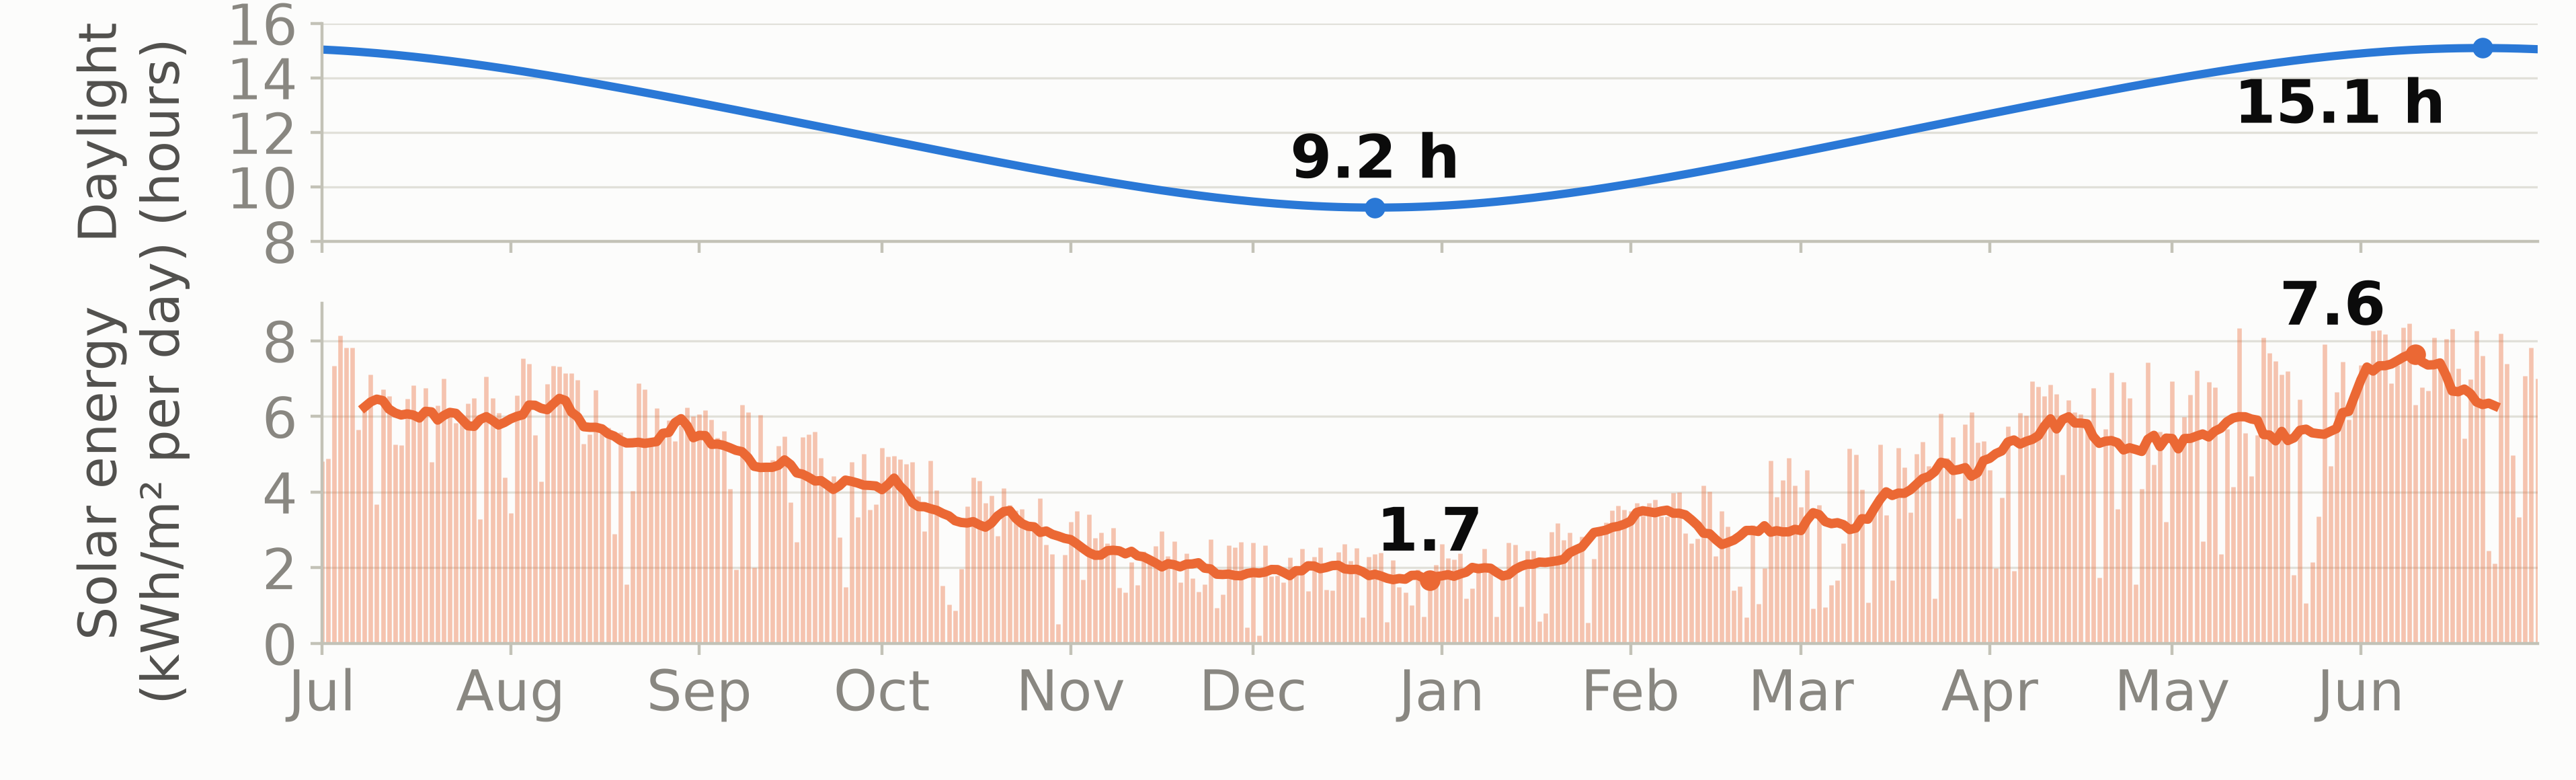 Daylight
(hours)
16
14
12
10
8
9.2 h
15.1 h
Solar energy
(kWh/m² per day)
8
6
4
2
0
1.7
7.6
Jul Aug Sep Oct Nov Dec Jan Feb Mar Apr May Jun